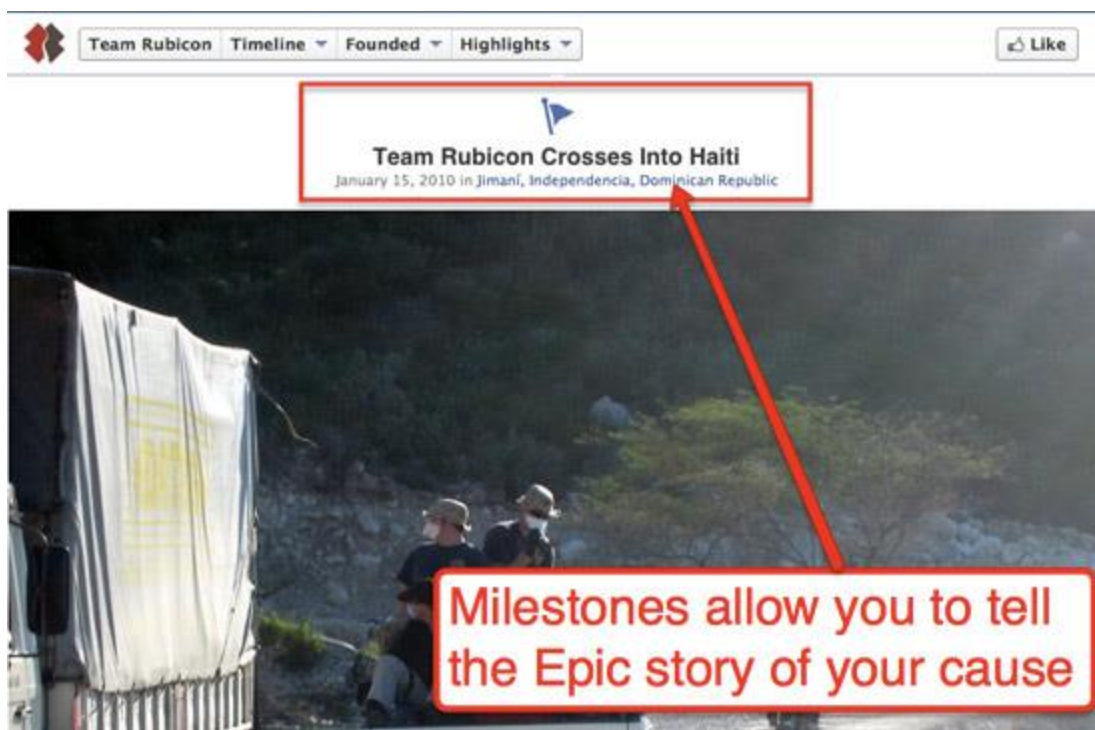 Team Rubicon Timeline Founded Highlights Like
Team Rubicon Crosses Into Haiti
January 15, 2010 in Jimaní, Independencia, Dominican Republic
Milestones allow you to tell
the Epic story of your cause